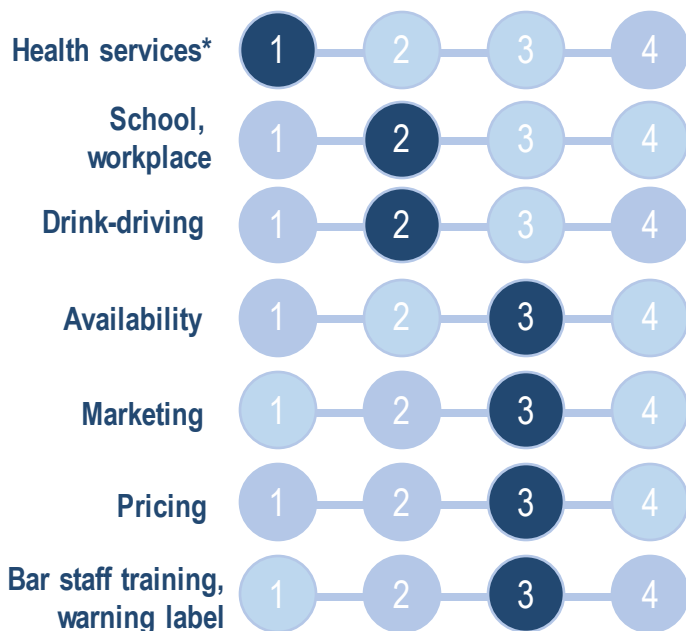 Health services* 1 2 3 4
School,
workplace 1 2 3 4
Drink-driving 1 2 3 4
Availability 1 2 3 4
Marketing 1 2 3 4
Pricing 1 2 3 4
Bar staff training,
warning label 1 2 3 4